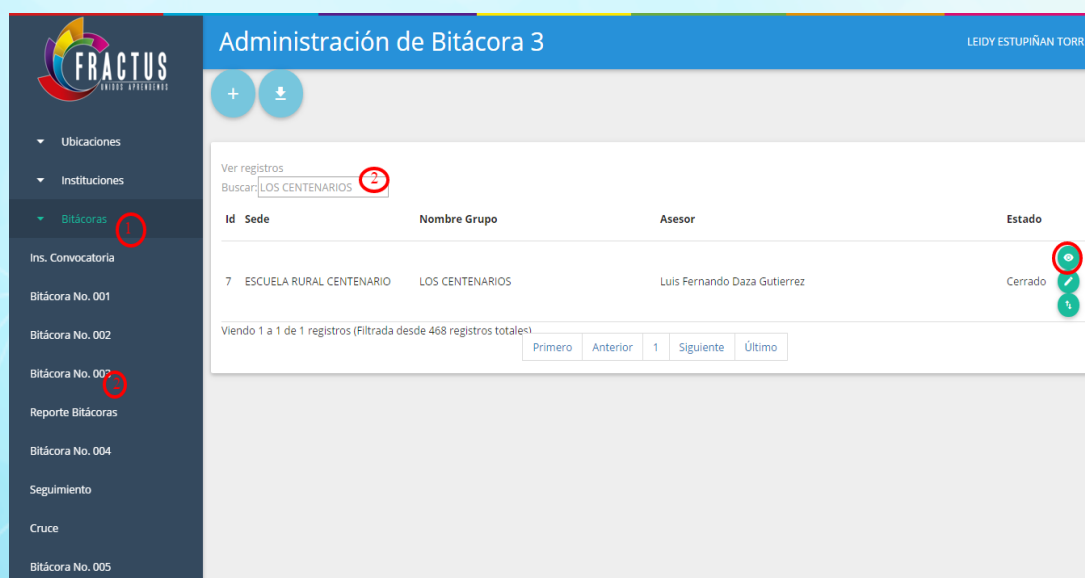 FRACTUS
UNIDOS APRENDEMOS
Administración de Bitácora 3
LEIDY ESTUPIÑAN TORR
Ubicaciones
Instituciones
Bitácoras
1
Ins. Convocatoria
Bitácora No. 001
Bitácora No. 002
Bitácora No. 003
2
Reporte Bitácoras
Bitácora No. 004
Seguimiento
Cruce
Bitácora No. 005
Ver registros
Buscar: LOS CENTENARIOS 2
Id Sede Nombre Grupo Asesor Estado
7 ESCUELA RURAL CENTENARIO LOS CENTENARIOS Luis Fernando Daza Gutierrez Cerrado
Viendo 1 a 1 de 1 registros (Filtrada desde 468 registros totales)
Primero Anterior 1 Siguiente Último